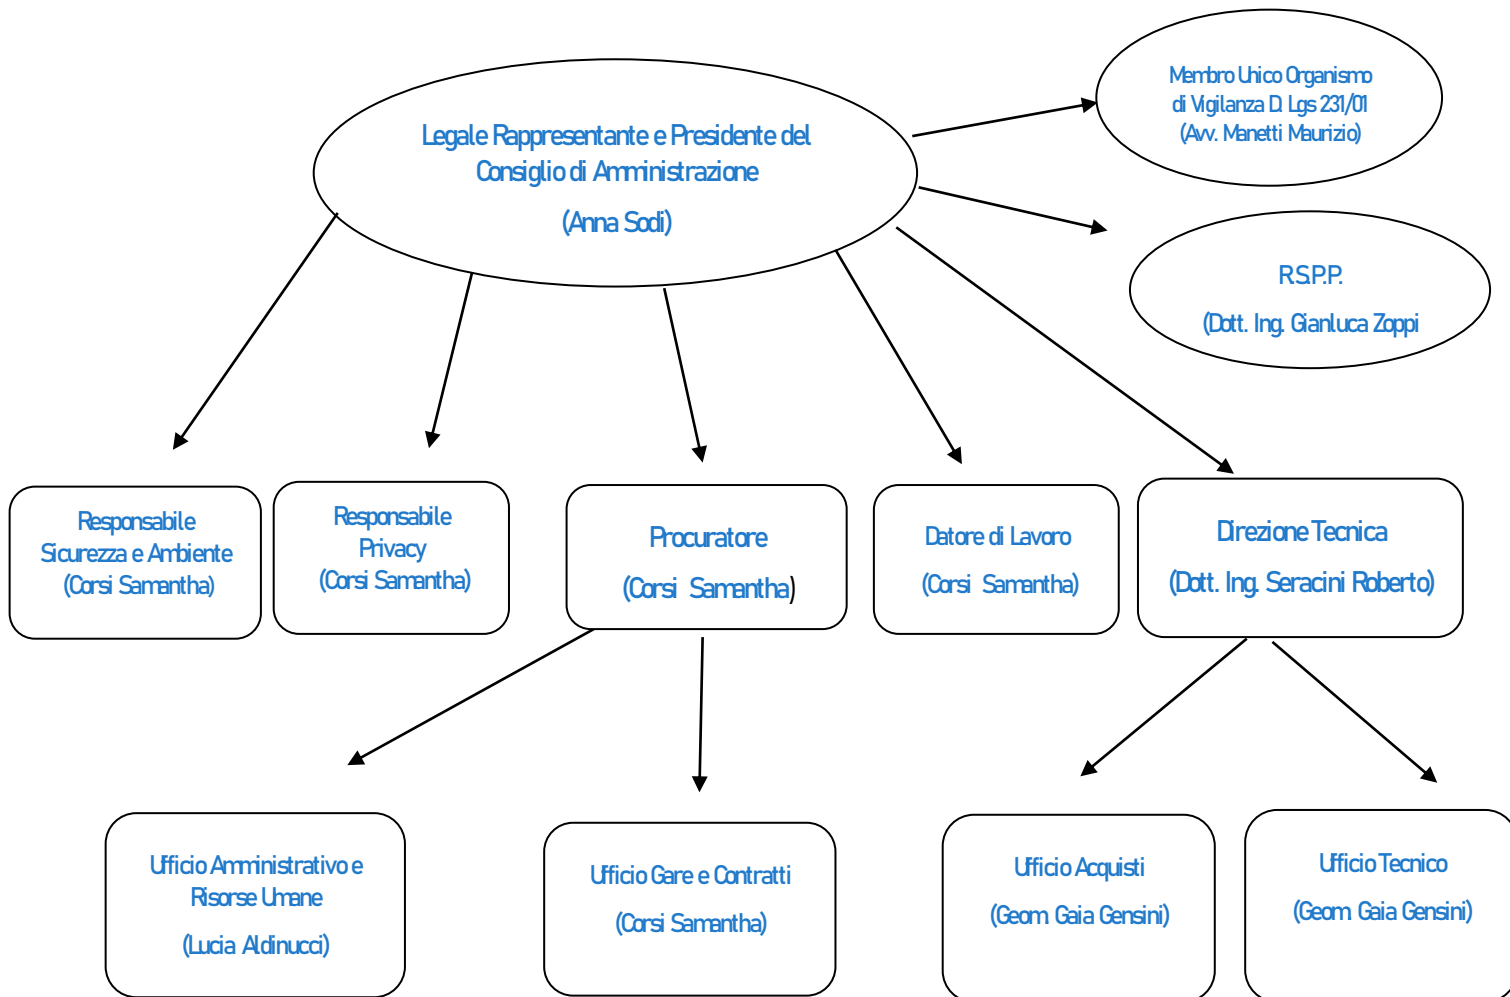 Membro Unico Organismo
di Vigilanza D. Lgs 231/01
(Avv. Manetti Maurizio)
Legale Rappresentante e Presidente del
Consiglio di Amministrazione
(Anna Sodi)
R.S.P.P.
(Dott. Ing. Gianluca Zoppi
Responsabile
Sicurezza e Ambiente
(Corsi Samantha)
Responsabile
Privacy
(Corsi Samantha)
Procuratore
(Corsi Samantha)
Datore di Lavoro
(Corsi Samantha)
Direzione Tecnica
(Dott. Ing. Seracini Roberto)
Ufficio Amministrativo e
Risorse Umane
(Lucia Aldinucci)
Ufficio Gare e Contratti
(Corsi Samantha)
Ufficio Acquisti
(Geom. Gaia Gensini)
Ufficio Tecnico
(Geom. Gaia Gensini)